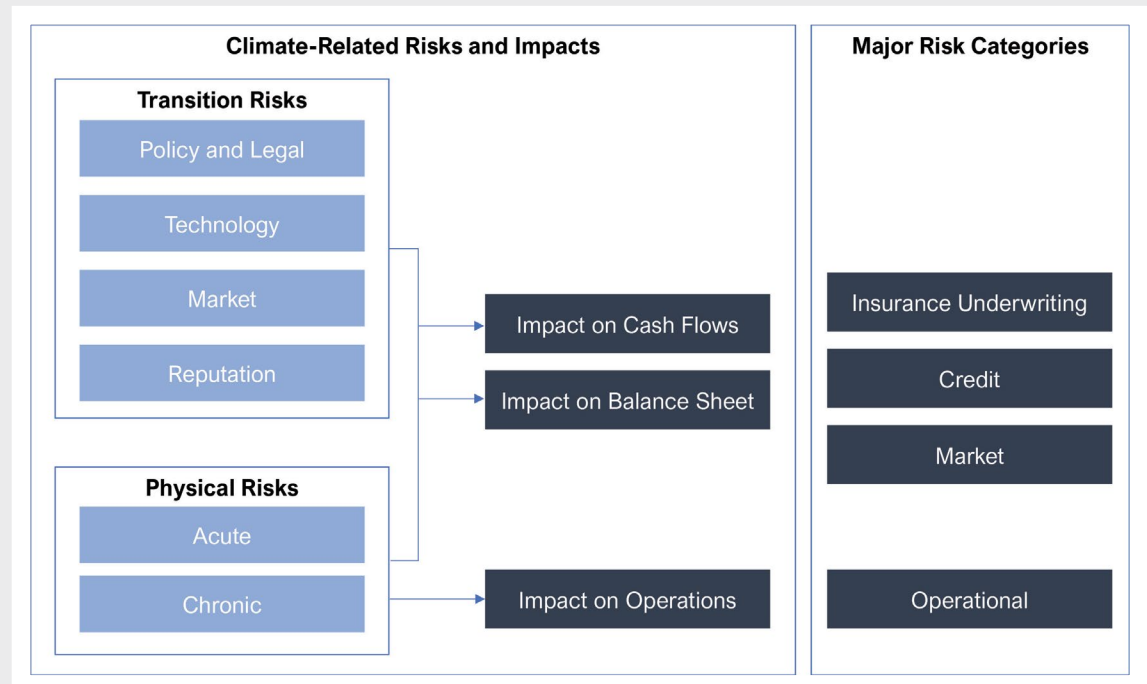 Climate-Related Risks and Impacts
Transition Risks
Policy and Legal
Technology
Market
Reputation
Physical Risks
Acute
Chronic
Impact on Cash Flows
Impact on Balance Sheet
Impact on Operations
Major Risk Categories
Insurance Underwriting
Credit
Market
Operational